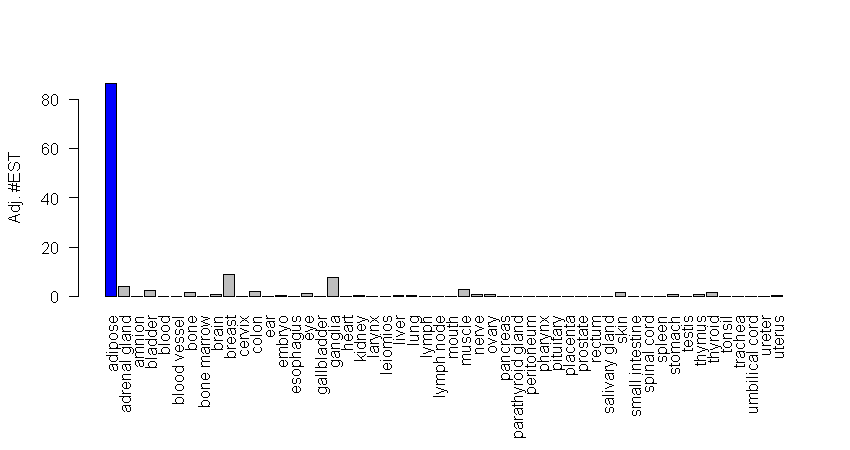 Adj. #EST
80
60
40
20
0
adipose
adrenal gland
amnion
bladder
blood
blood vessel
bone
bone marrow
brain
breast
cervix
colon
ear
embryo
esophagus
eye
gallbladder
ganglia
heart
kidney
larynx
leiomios
liver
lung
lymph
lymph node
mouth
muscle
nerve
ovary
pancreas
parathyroid gland
peritoneum
pharynx
pituitary
placenta
prostate
rectum
salivary gland
skin
small intestine
spinal cord
spleen
stomach
testis
thymus
thyroid
tonsil
trachea
umbilical cord
ureter
uterus